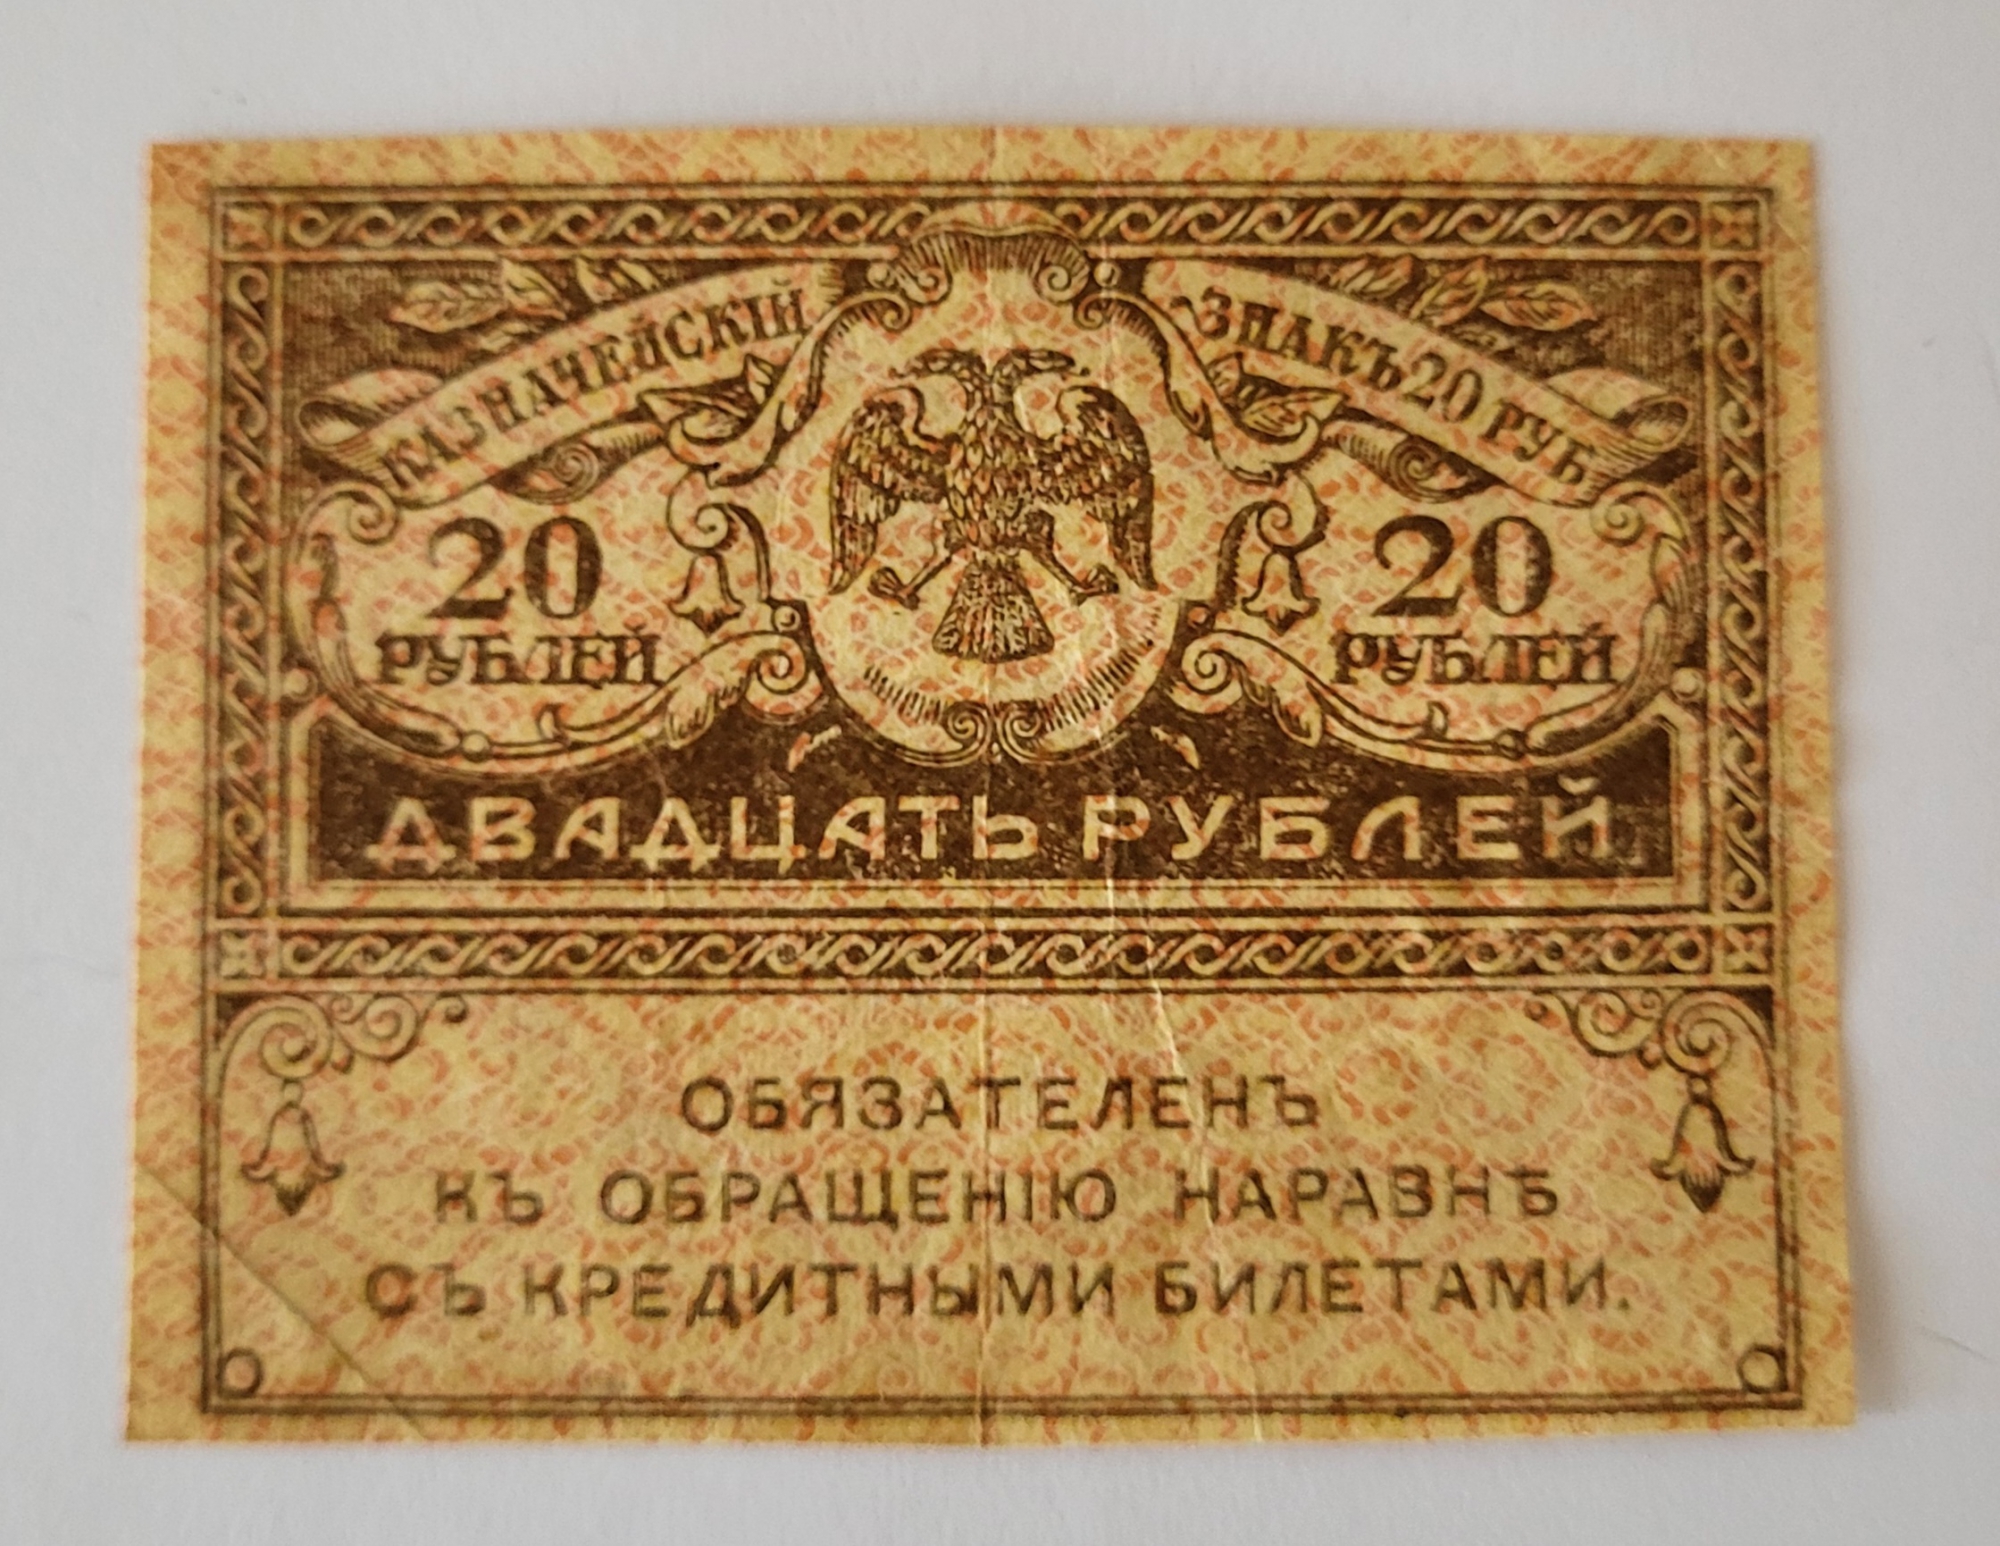 КАЗНАЧЕЙСКІЙ
ЗНАКЪ 20 РУБ
20
РУБЛЕЙ
20
РУБЛЕЙ
ДВАДЦАТЬ РУБЛЕЙ
ОБЯЗАТЕЛЕНЪ
КЪ ОБРАЩЕНІЮ НАРАВНѢ
СЪ КРЕДИТНЫМИ БИЛЕТАМИ.